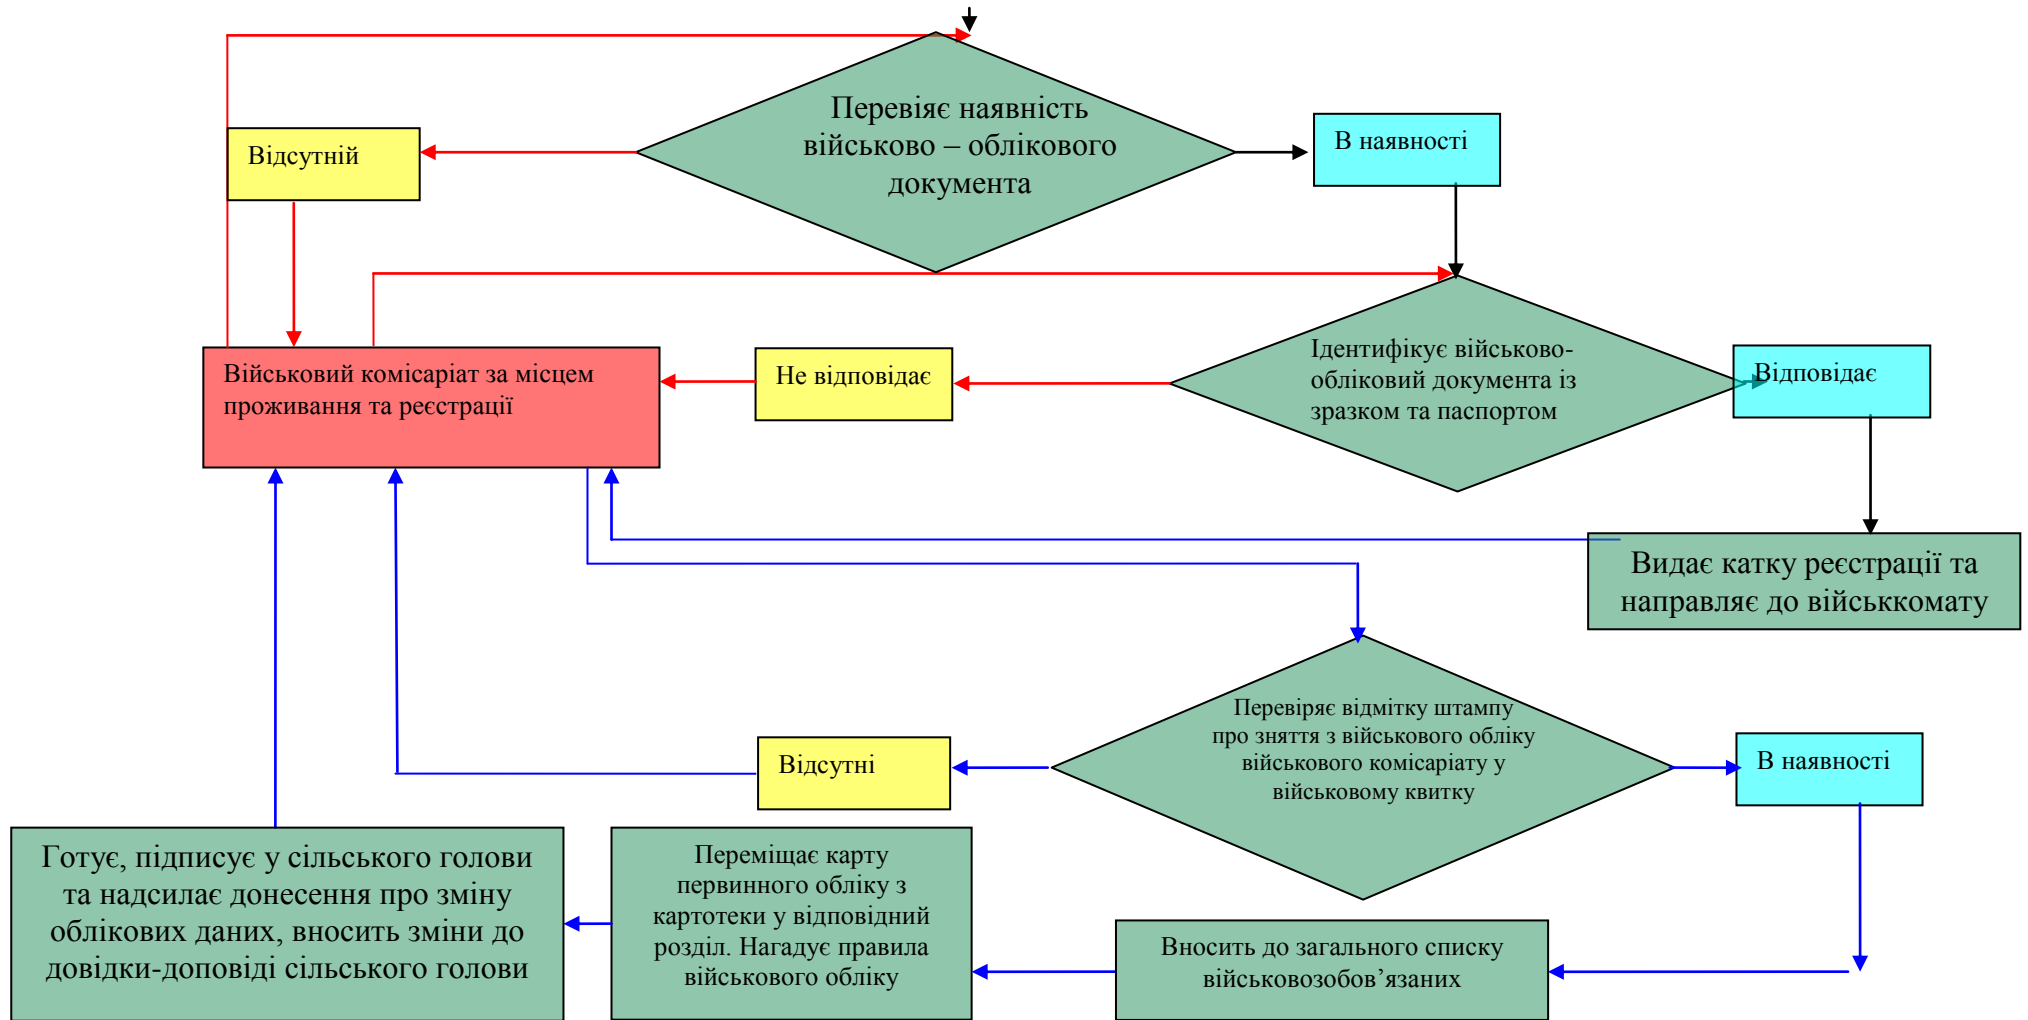 Перевіяє наявність
військово – облікового
документа
Відсутній
В наявності
Військовий комісаріат за місцем
проживання та реєстрації
Не відповідає
Ідентифікує військово-
обліковий документа із
зразком та паспортом
Відповідає
Видає катку реєстрації та
направляє до військкомату
Перевіряє відмітку штампу
про зняття з військового обліку
військового комісаріату у
військовому квитку
Відсутні
В наявності
Готує, підписує у сільського голови
та надсилає донесення про зміну
облікових даних, вносить зміни до
довідки-доповіді сільського голови
Переміщає карту
первинного обліку з
картотеки у відповідний
розділ. Нагадує правила
військового обліку
Вносить до загального списку
військовозобов’язаних